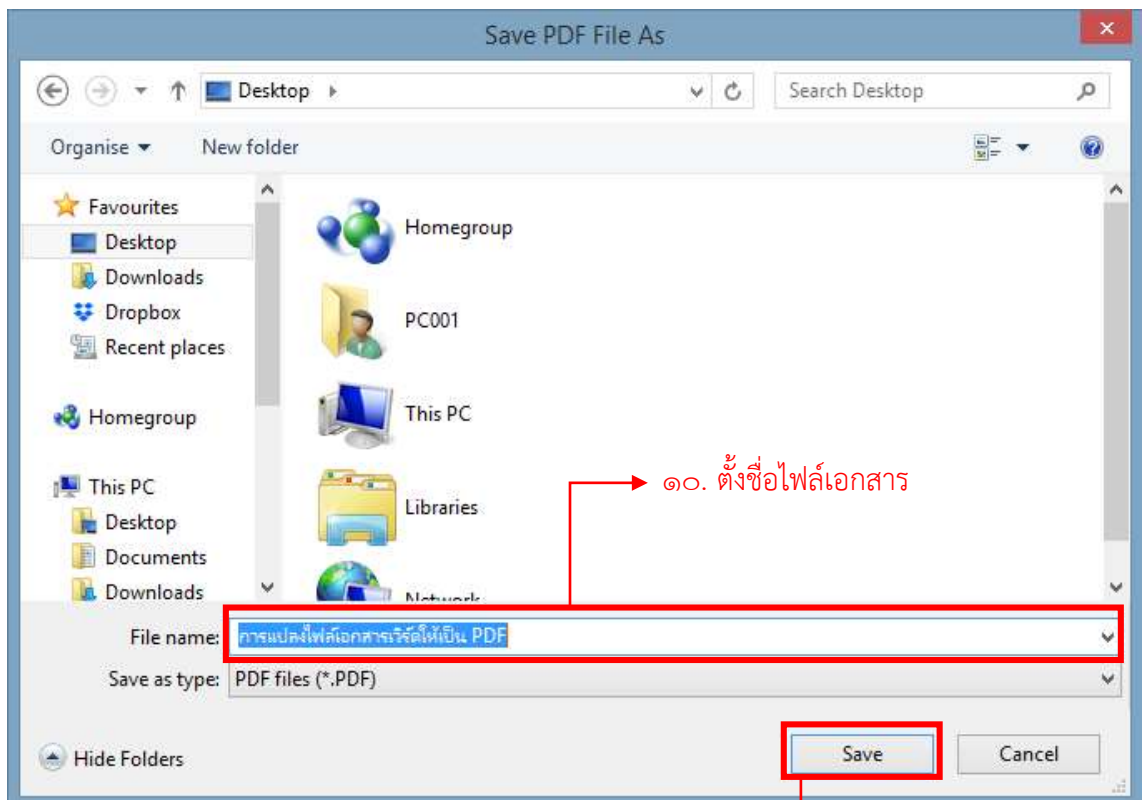 Save PDF File As
Desktop
Search Desktop
Organise
New folder
Favourites
Desktop
Downloads
Dropbox
Recent places
Homegroup
This PC
Desktop
Documents
Downloads
Homegroup
PC001
This PC
Libraries
Network
๑๐. ตั้งชื่อไฟล์เอกสาร
File name: การแปลงไฟล์เอกสารเวิร์ดให้เป็น PDF
Save as type: PDF files (*.PDF)
Hide Folders
Save
Cancel